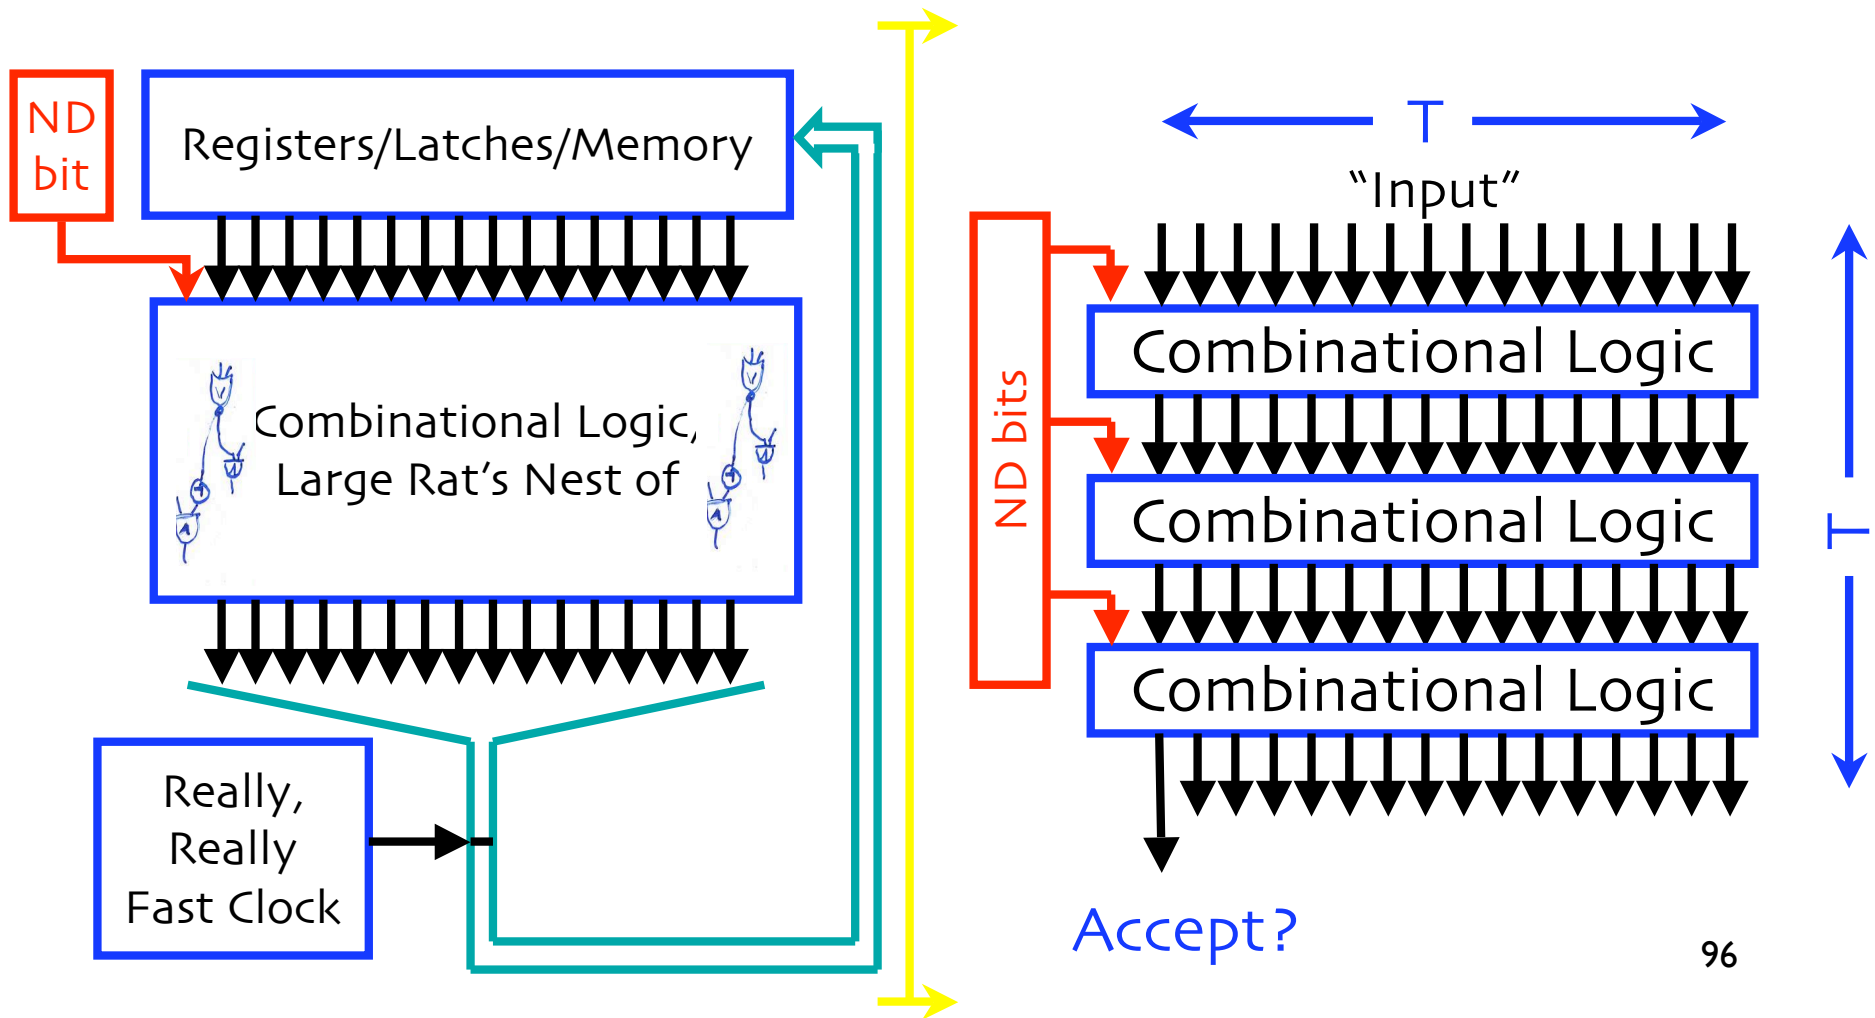 ND
bit
Registers/Latches/Memory
Combinational Logic,
Large Rat's Nest of
V
A
A
V
A
A
Really,
Really
Fast Clock
T
“Input”
ND bits
Combinational Logic
Combinational Logic
Combinational Logic
T
Accept?
96